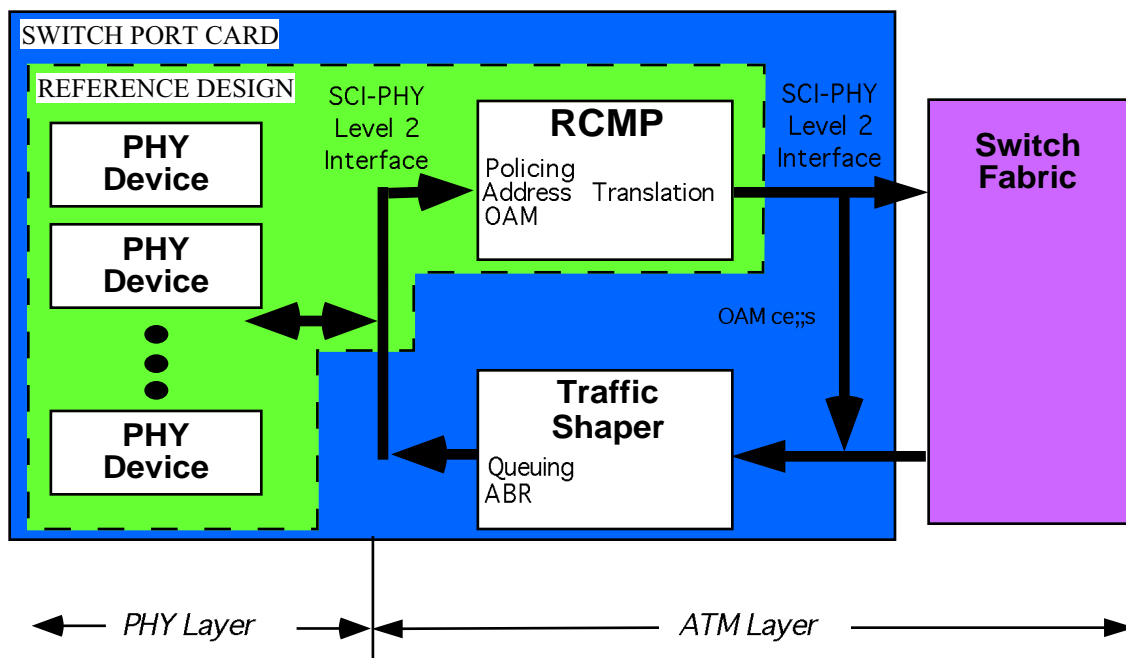 SWITCH PORT CARD
REFERENCE DESIGN
PHY
Device
PHY
Device
PHY
Device
SCI-PHY
Level 2
Interface
RCMP
Policing
Address Translation
OAM
SCI-PHY
Level 2
Interface
Switch
Fabric
OAM ce;;s
Traffic
Shaper
Queuing
ABR
PHY Layer
ATM Layer